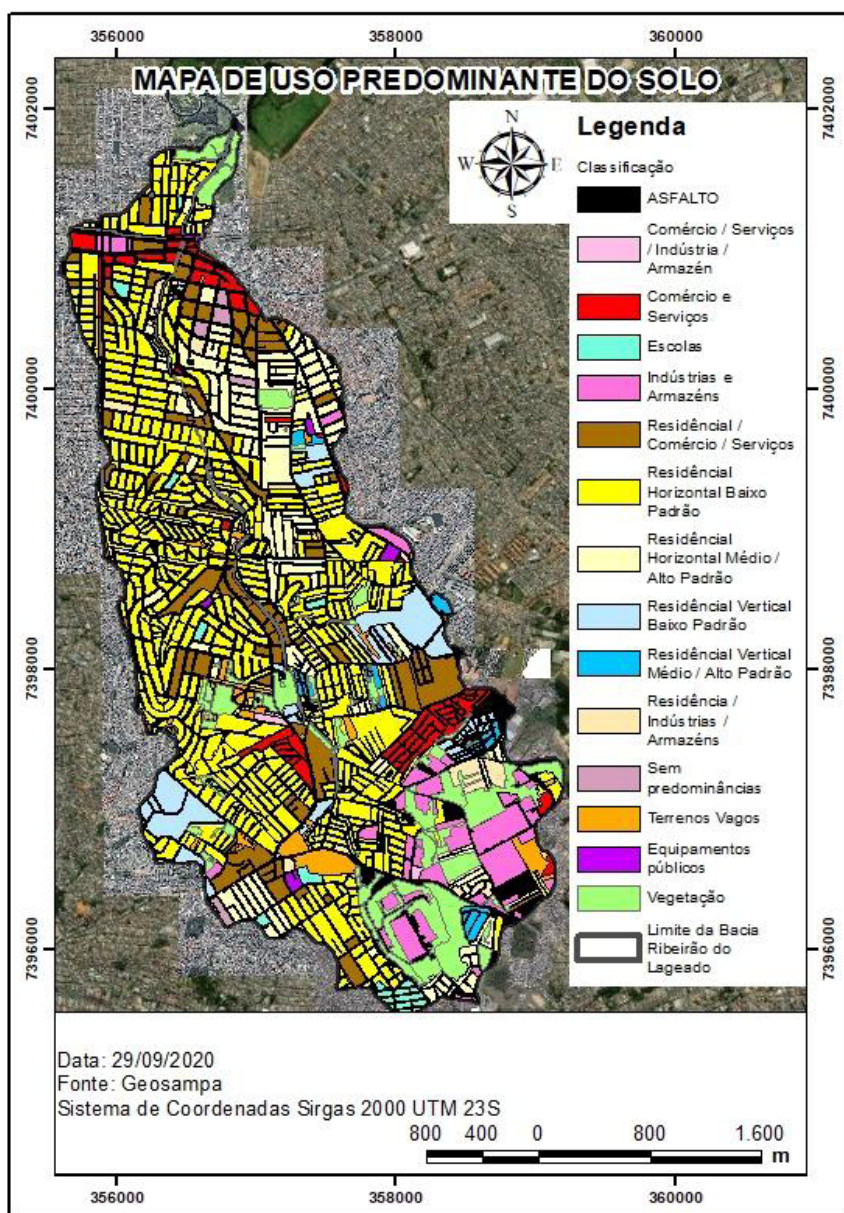 356000 358000 360000
MAPA DE USO PREDOMINANTE DO SOLO
7402000 7402000
N
W E
S
Legenda
Classificação
ASFALTO
Comércio / Serviços
/ Indústria /
Armazén
Comércio e
Serviços
Escolas
Indústrias e
Armazéns
Residêncial /
Comércio / Serviços
Residêncial
Horizontal Baixo
Padrão
Residêncial
Horizontal Médio /
Alto Padrão
Residêncial Vertical
Baixo Padrão
Residêncial Vertical
Médio / Alto Padrão
Residência /
Indústrias /
Armazéns
Sem
predominâncias
Terrenos Vagos
Equipamentos
públicos
Vegetação
Limite da Bacia
Ribeirão do
Lageado
7400000 7400000
7398000 7398000
7396000 7396000
Data: 29/09/2020
Fonte: Geosampa
Sistema de Coordenadas Sirgas 2000 UTM 23S
800 400 0 800 1.600
m
356000 358000 360000